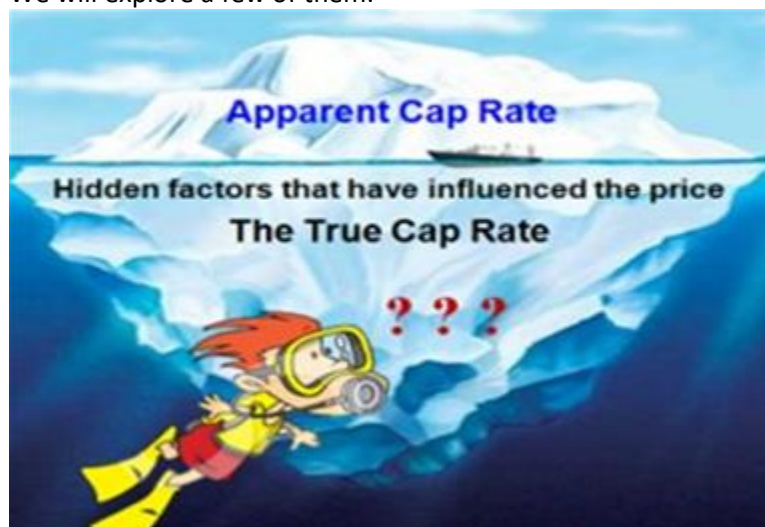 We will explore a few of them.
Apparent Cap Rate
Hidden factors that have influenced the price
The True Cap Rate
? ? ?